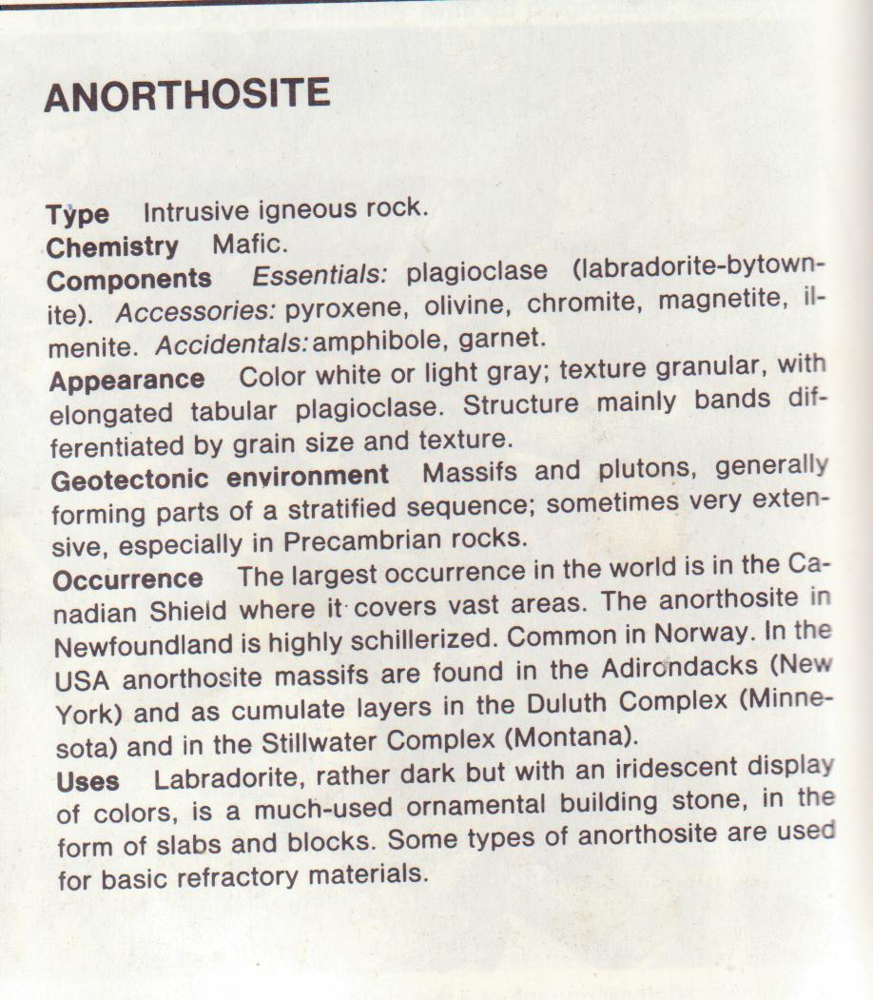 ANORTHOSITE
Type Intrusive igneous rock.
Chemistry Mafic.
Components Essentials: plagioclase (labradorite-bytown-
ite). Accessories: pyroxene, olivine, chromite, magnetite, il-
menite. Accidentals: amphibole, garnet.
Appearance Color white or light gray; texture granular, with
elongated tabular plagioclase. Structure mainly bands dif-
ferentiated by grain size and texture.
Geotectonic environment Massifs and plutons, generally
forming parts of a stratified sequence; sometimes very exten-
sive, especially in Precambrian rocks.
Occurrence The largest occurrence in the world is in the Ca-
nadian Shield where it covers vast areas. The anorthosite in
Newfoundland is highly schillerized. Common in Norway. In the
USA anorthosite massifs are found in the Adirondacks (New
York) and as cumulate layers in the Duluth Complex (Minne-
sota) and in the Stillwater Complex (Montana).
Uses Labradorite, rather dark but with an iridescent display
of colors, is a much-used ornamental building stone, in the
form of slabs and blocks. Some types of anorthosite are used
for basic refractory materials.